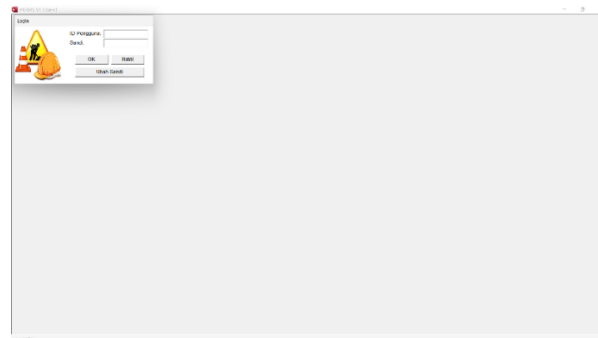 Login
ID Pengguna:
Sandi:
OK
Batal
Ubah Sandi